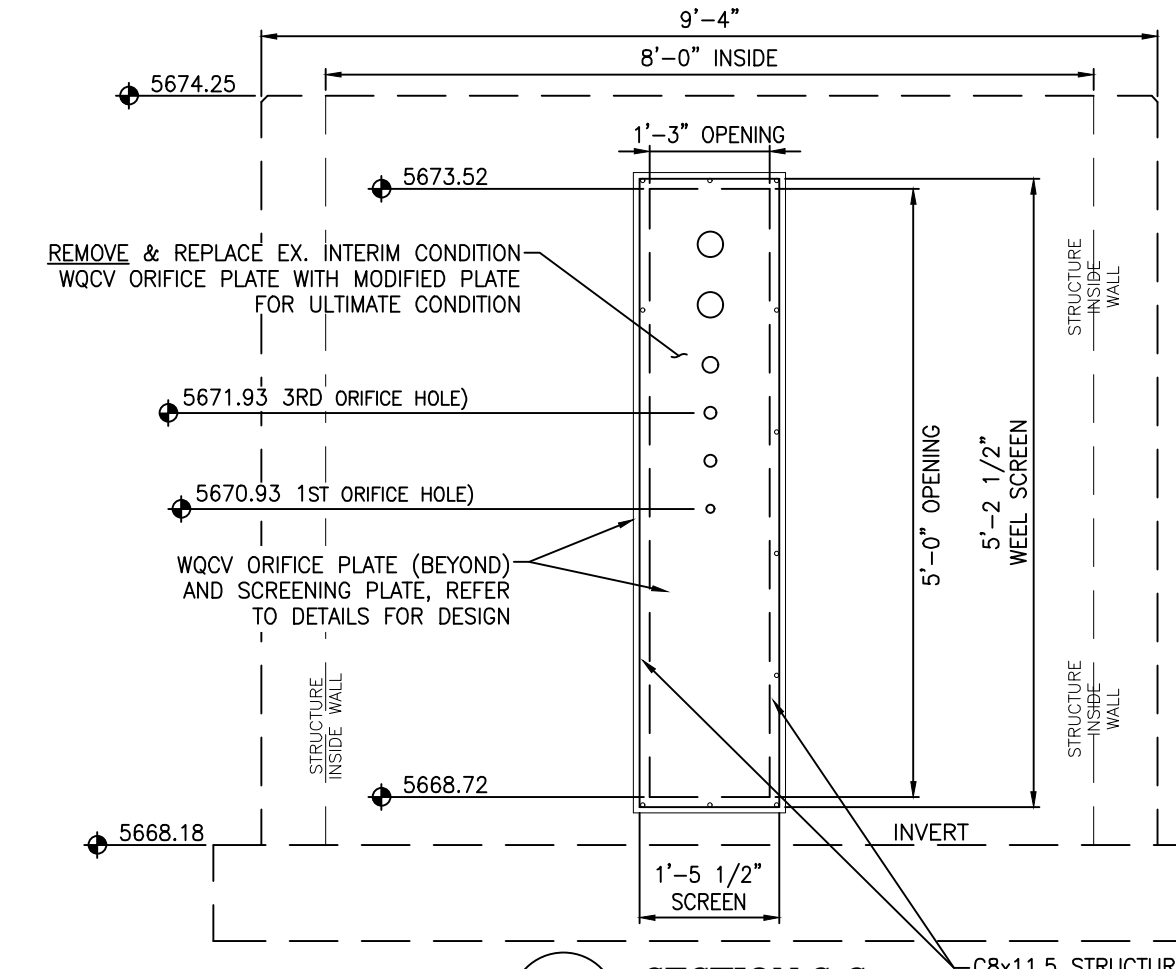 9'-4"
8'-0" INSIDE
5674.25
1'-3" OPENING
5673.52
REMOVE & REPLACE EX. INTERIM CONDITION
WQCV ORIFICE PLATE WITH MODIFIED PLATE
FOR ULTIMATE CONDITION
STRUCTURE
INSIDE
WALL
5671.93 3RD ORIFICE HOLE)
5670.93 1ST ORIFICE HOLE)
5'-0" OPENING
5'-2 1/2"
WEEL SCREEN
WQCV ORIFICE PLATE (BEYOND)
AND SCREENING PLATE, REFER
TO DETAILS FOR DESIGN
STRUCTURE
INSIDE WALL
STRUCTURE
INSIDE
WALL
5668.72
5668.18
INVERT
1'-5 1/2"
SCREEN
C8x11.5 STRUCTUR